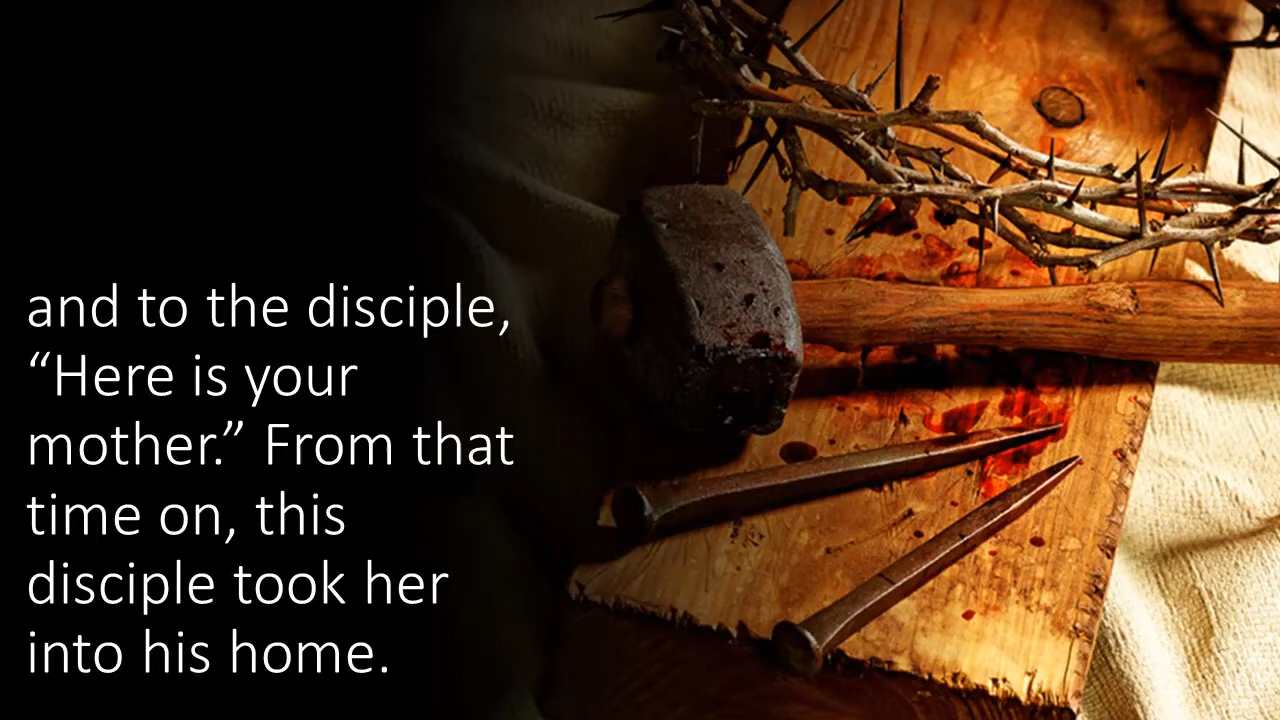 and to the disciple,
“Here is your
mother.” From that
time on, this
disciple took her
into his home.